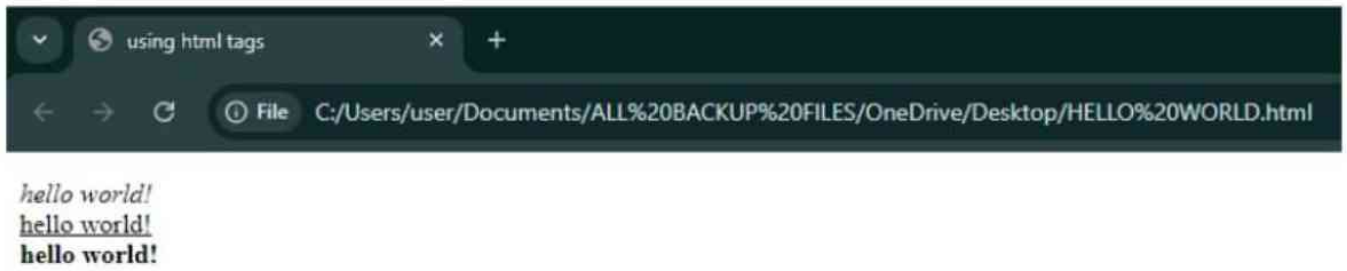 using html tags
File C:/Users/user/Documents/ALL%20BACKUP%20FILES/OneDrive/Desktop/HELLO%20WORLD.html
hello world!
hello world!
hello world!